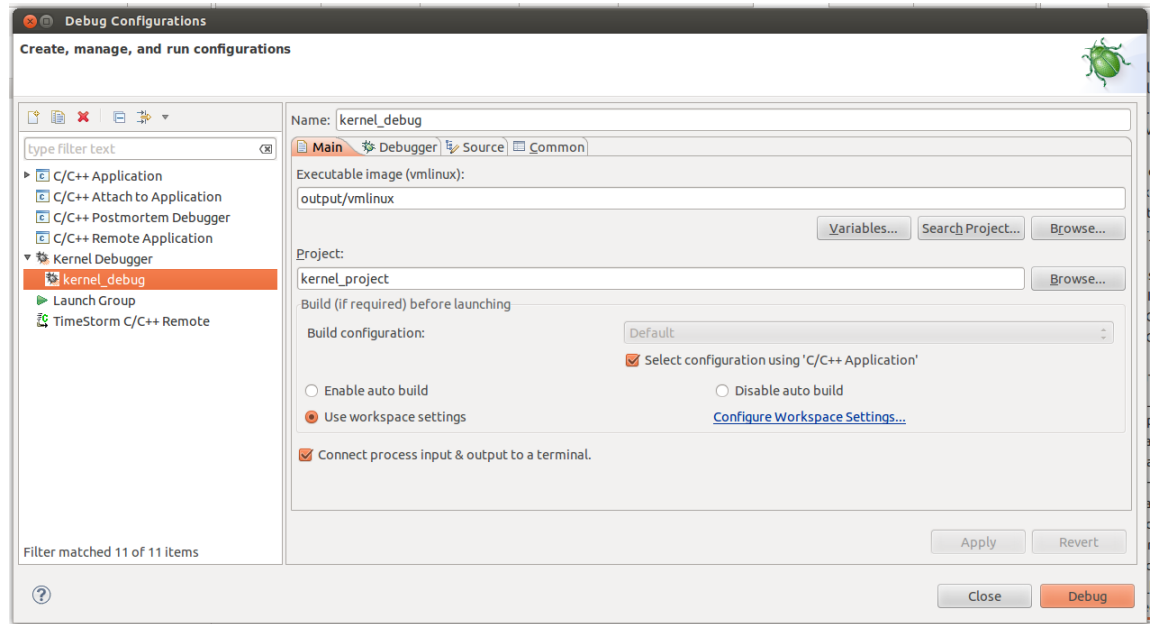 Debug Configurations
Create, manage, and run configurations
type filter text
C/C++ Application
C/C++ Attach to Application
C/C++ Postmortem Debugger
C/C++ Remote Application
Kernel Debugger
kernel_debug
Launch Group
TimeStorm C/C++ Remote
Filter matched 11 of 11 items
Name: kernel_debug
Main Debugger Source Common
Executable image (vmlinux):
output/vmlinux
Variables... Search Project... Browse...
Project:
kernel_project Browse...
Build (if required) before launching
Build configuration: Default
Select configuration using 'C/C++ Application'
Enable auto build Disable auto build
Use workspace settings Configure Workspace Settings...
Connect process input & output to a terminal.
Apply Revert
? Close Debug